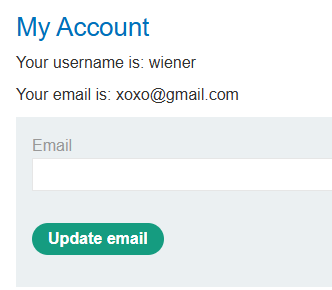 My Account
Your username is: wiener
Your email is: xoxo@gmail.com
Email
Update email